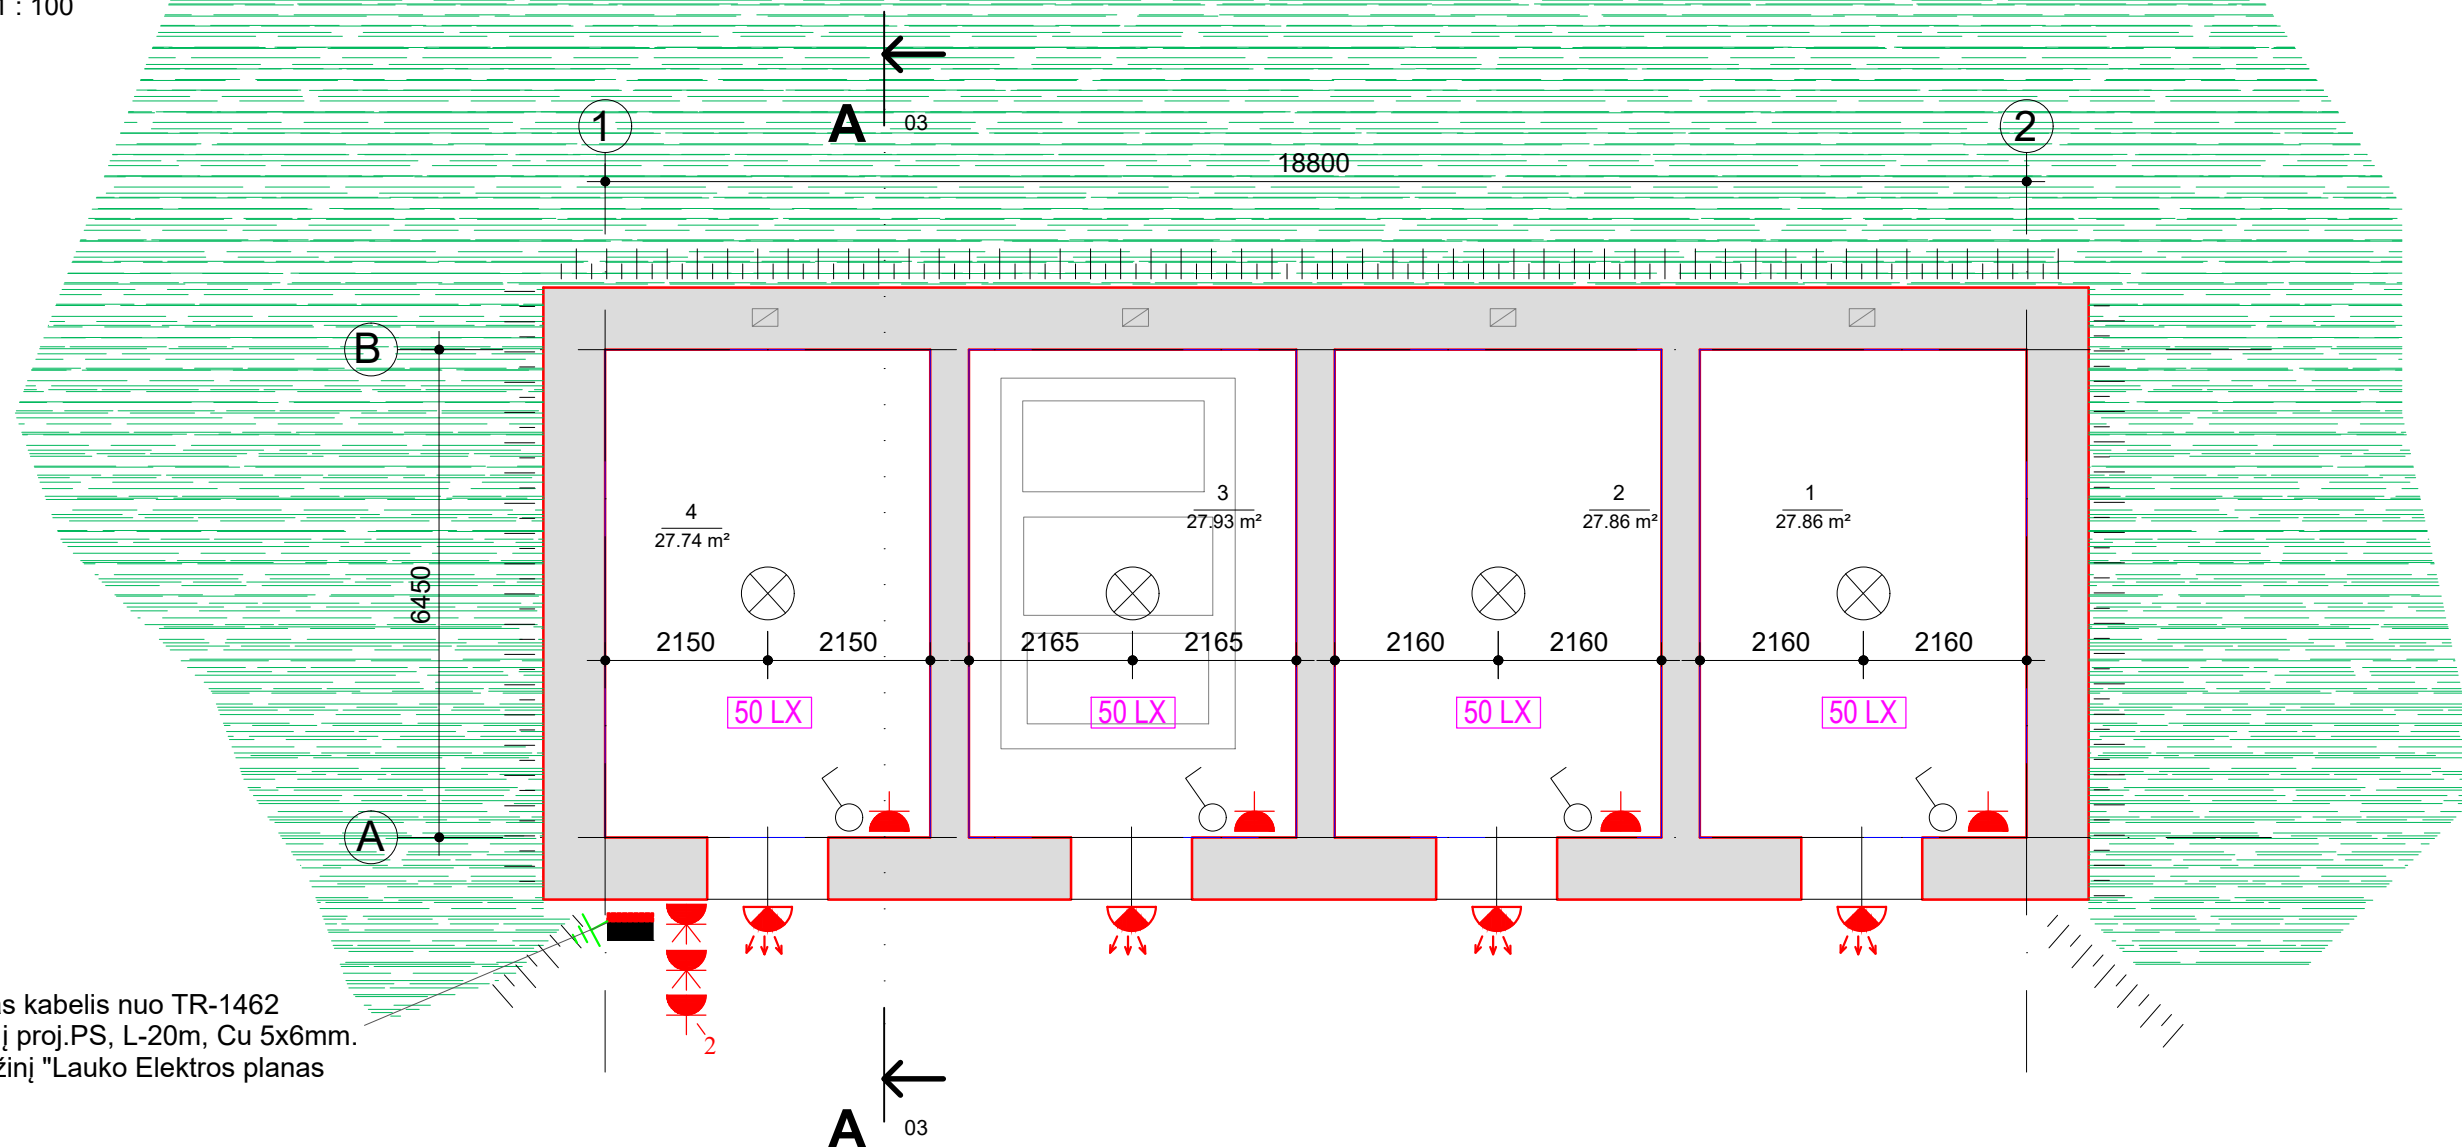 1 : 100
A 03
1
2
18800
B
6450
A
4
27.74 m²
3
27.93 m²
2
27.86 m²
1
27.86 m²
2150 2150 2165 2165 2160 2160 2160 2160
50 LX 50 LX 50 LX 50 LX
kabelis nuo TR-1462
į proj.PS, L-20m, Cu 5x6mm.
"Lauko Elektros planas
2
A 03